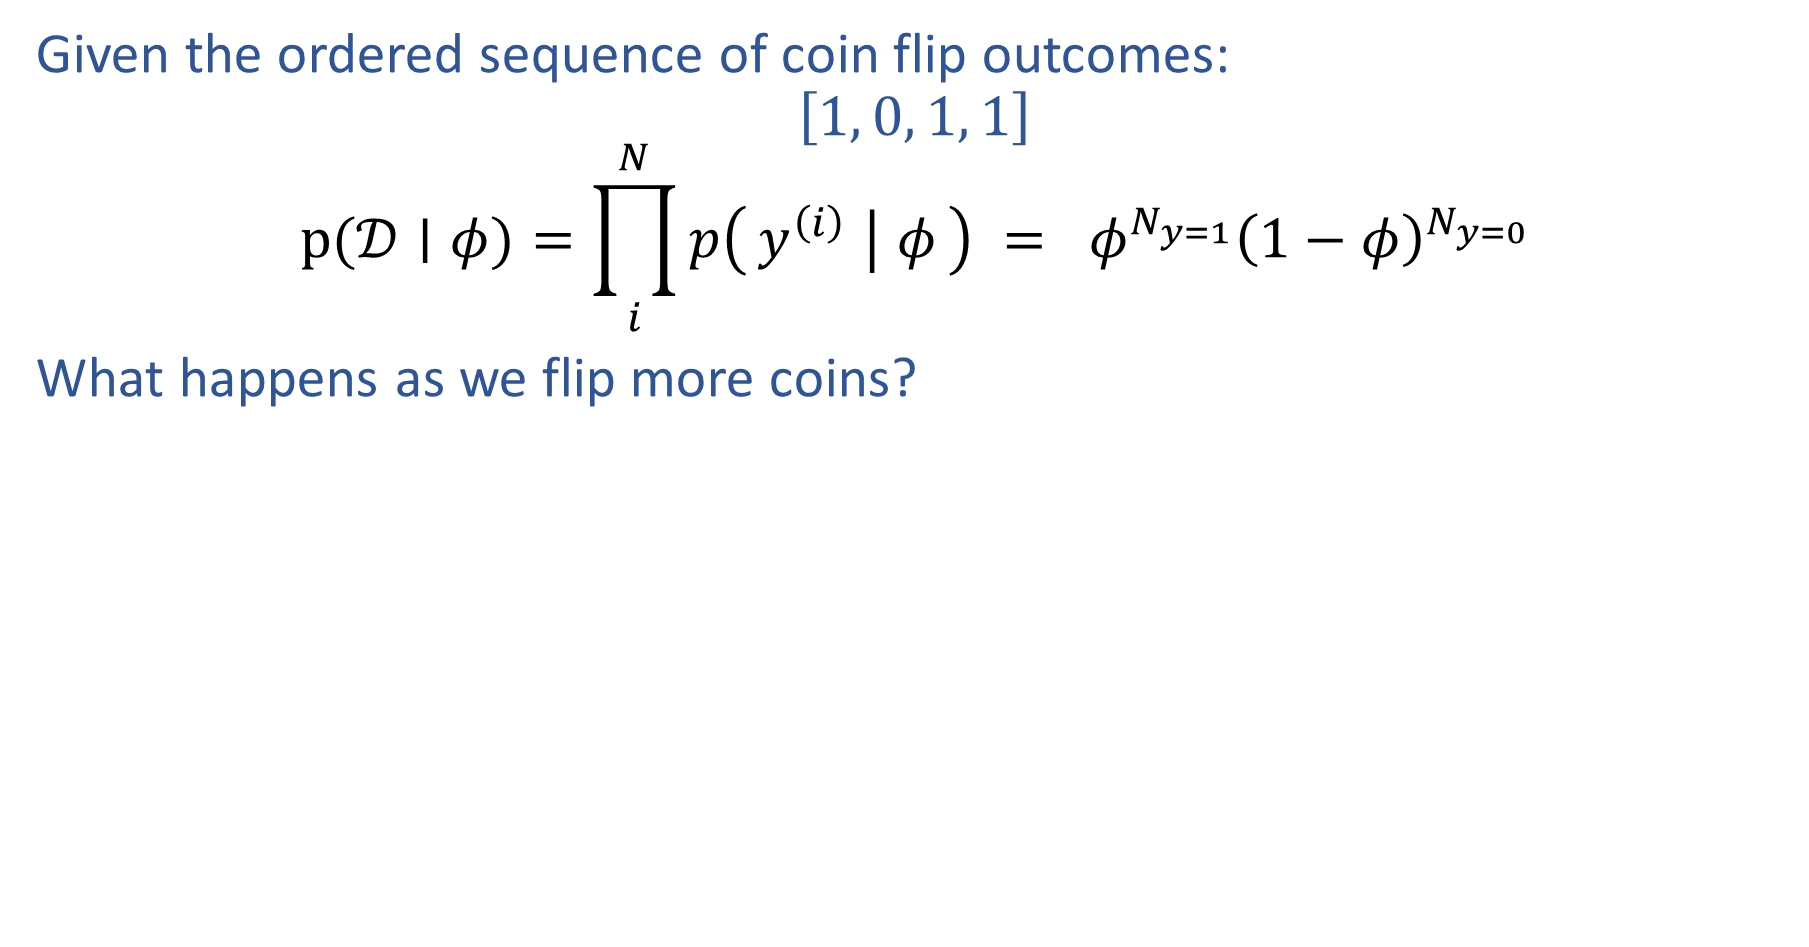 Given the ordered sequence of coin flip outcomes:
[1, 0, 1, 1]
p(𝒟 ∣ ϕ) = ∏_i^N p(y^(i) | ϕ) = ϕ^{N_{y=1}}(1 − ϕ)^{N_{y=0}}
What happens as we flip more coins?